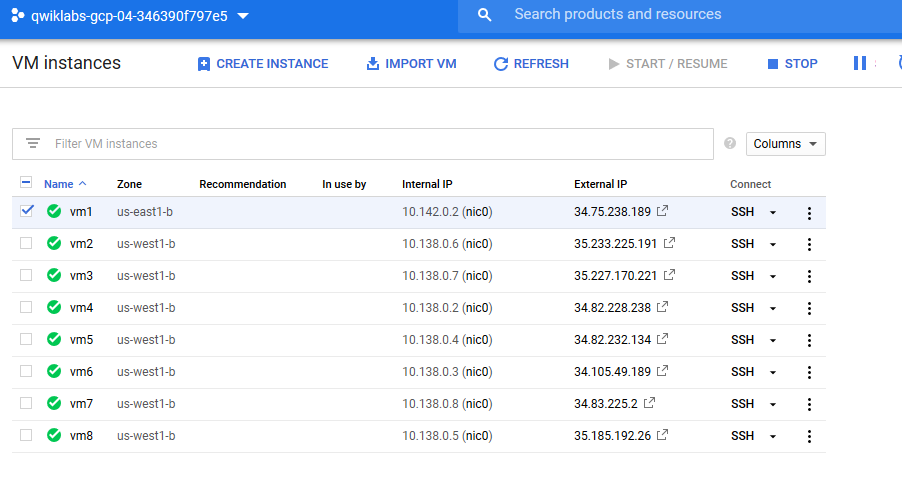 qwiklabs-gcp-04-346390f797e5 Search products and resources
VM instances CREATE INSTANCE IMPORT VM REFRESH START / RESUME STOP
Filter VM instances Columns
Name Zone Recommendation In use by Internal IP External IP Connect
vm1 us-east1-b 10.142.0.2 (nic0) 34.75.238.189 SSH
vm2 us-west1-b 10.138.0.6 (nic0) 35.233.225.191 SSH
vm3 us-west1-b 10.138.0.7 (nic0) 35.227.170.221 SSH
vm4 us-west1-b 10.138.0.2 (nic0) 34.82.228.238 SSH
vm5 us-west1-b 10.138.0.4 (nic0) 34.82.232.134 SSH
vm6 us-west1-b 10.138.0.3 (nic0) 34.105.49.189 SSH
vm7 us-west1-b 10.138.0.8 (nic0) 34.83.225.2 SSH
vm8 us-west1-b 10.138.0.5 (nic0) 35.185.192.26 SSH